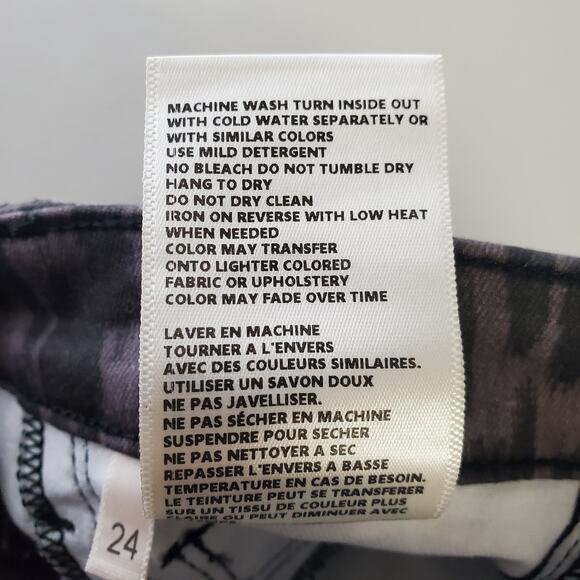 MACHINE WASH TURN INSIDE OUT
WITH COLD WATER SEPARATELY OR
WITH SIMILAR COLORS
USE MILD DETERGENT
NO BLEACH DO NOT TUMBLE DRY
HANG TO DRY
DO NOT DRY CLEAN
IRON ON REVERSE WITH LOW HEAT
WHEN NEEDED
COLOR MAY TRANSFER
ONTO LIGHTER COLORED
FABRIC OR UPHOLSTERY
COLOR MAY FADE OVER TIME
LAVER EN MACHINE
TOURNER A L'ENVERS
AVEC DES COULEURS SIMILAIRES.
UTILISER UN SAVON DOUX
NE PAS JAVELLISER.
NE PAS SÉCHER EN MACHINE
SUSPENDRE POUR SECHER
NE PAS NETTOYER A SEC
REPASSER L'ENVERS A BASSE
TEMPERATURE EN CAS DE BESOIN.
LE TEINTURE PEUT SE TRANSFERER
SUR UN TISSU DE COULEUR PLUS
CLAIRE OU PEUT DIMINUER AVEC
24